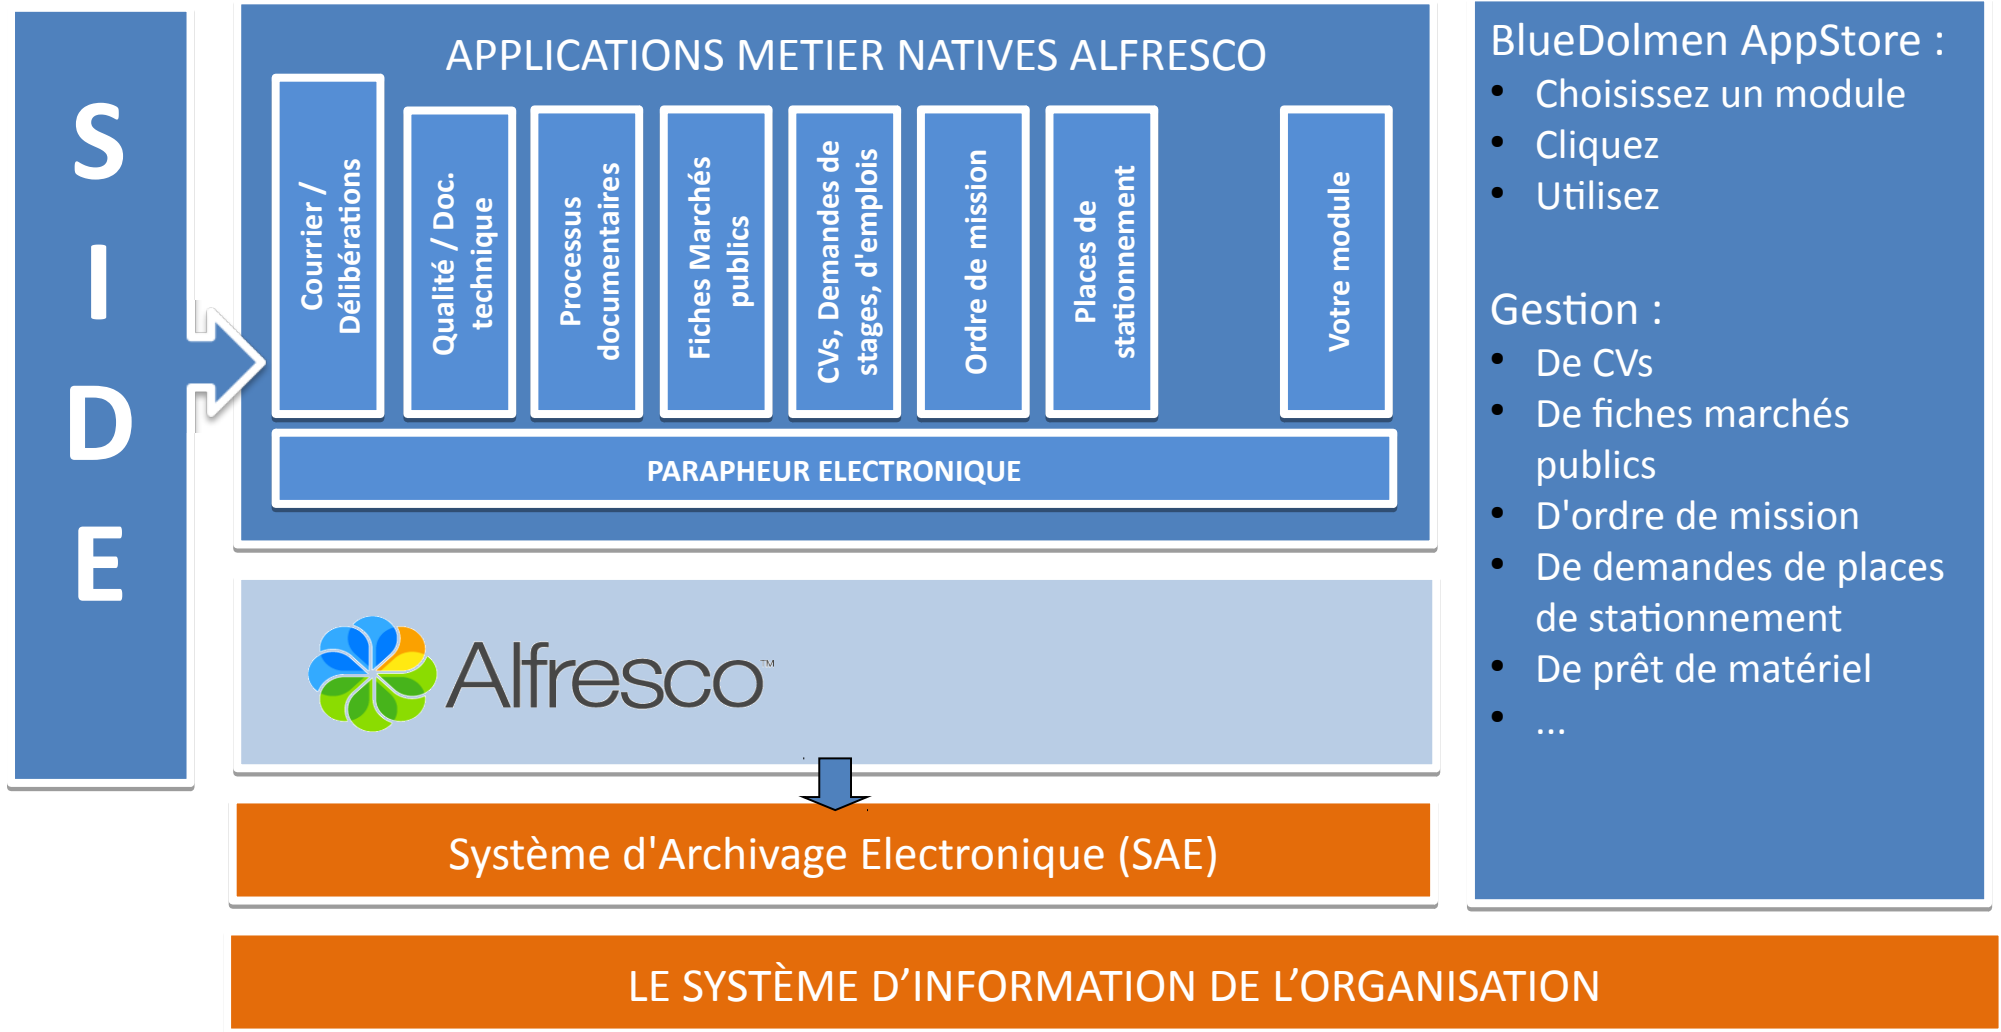 S
I
D
E
APPLICATIONS METIER NATIVES ALFRESCO
Courrier /
Délibérations
Qualité / Doc.
technique
Processus
documentaires
Fiches Marchés
publics
CVs, Demandes de
stages, d'emplois
Ordre de mission
Places de
stationnement
Votre module
PARAPHEUR ELECTRONIQUE
Alfresco™
Système d'Archivage Electronique (SAE)
BlueDolmen AppStore :
• Choisissez un module
• Cliquez
• Utilisez
Gestion :
• De CVs
• De fiches marchés
publics
• D'ordre de mission
• De demandes de places
de stationnement
• De prêt de matériel
• ...
LE SYSTÈME D’INFORMATION DE L’ORGANISATION